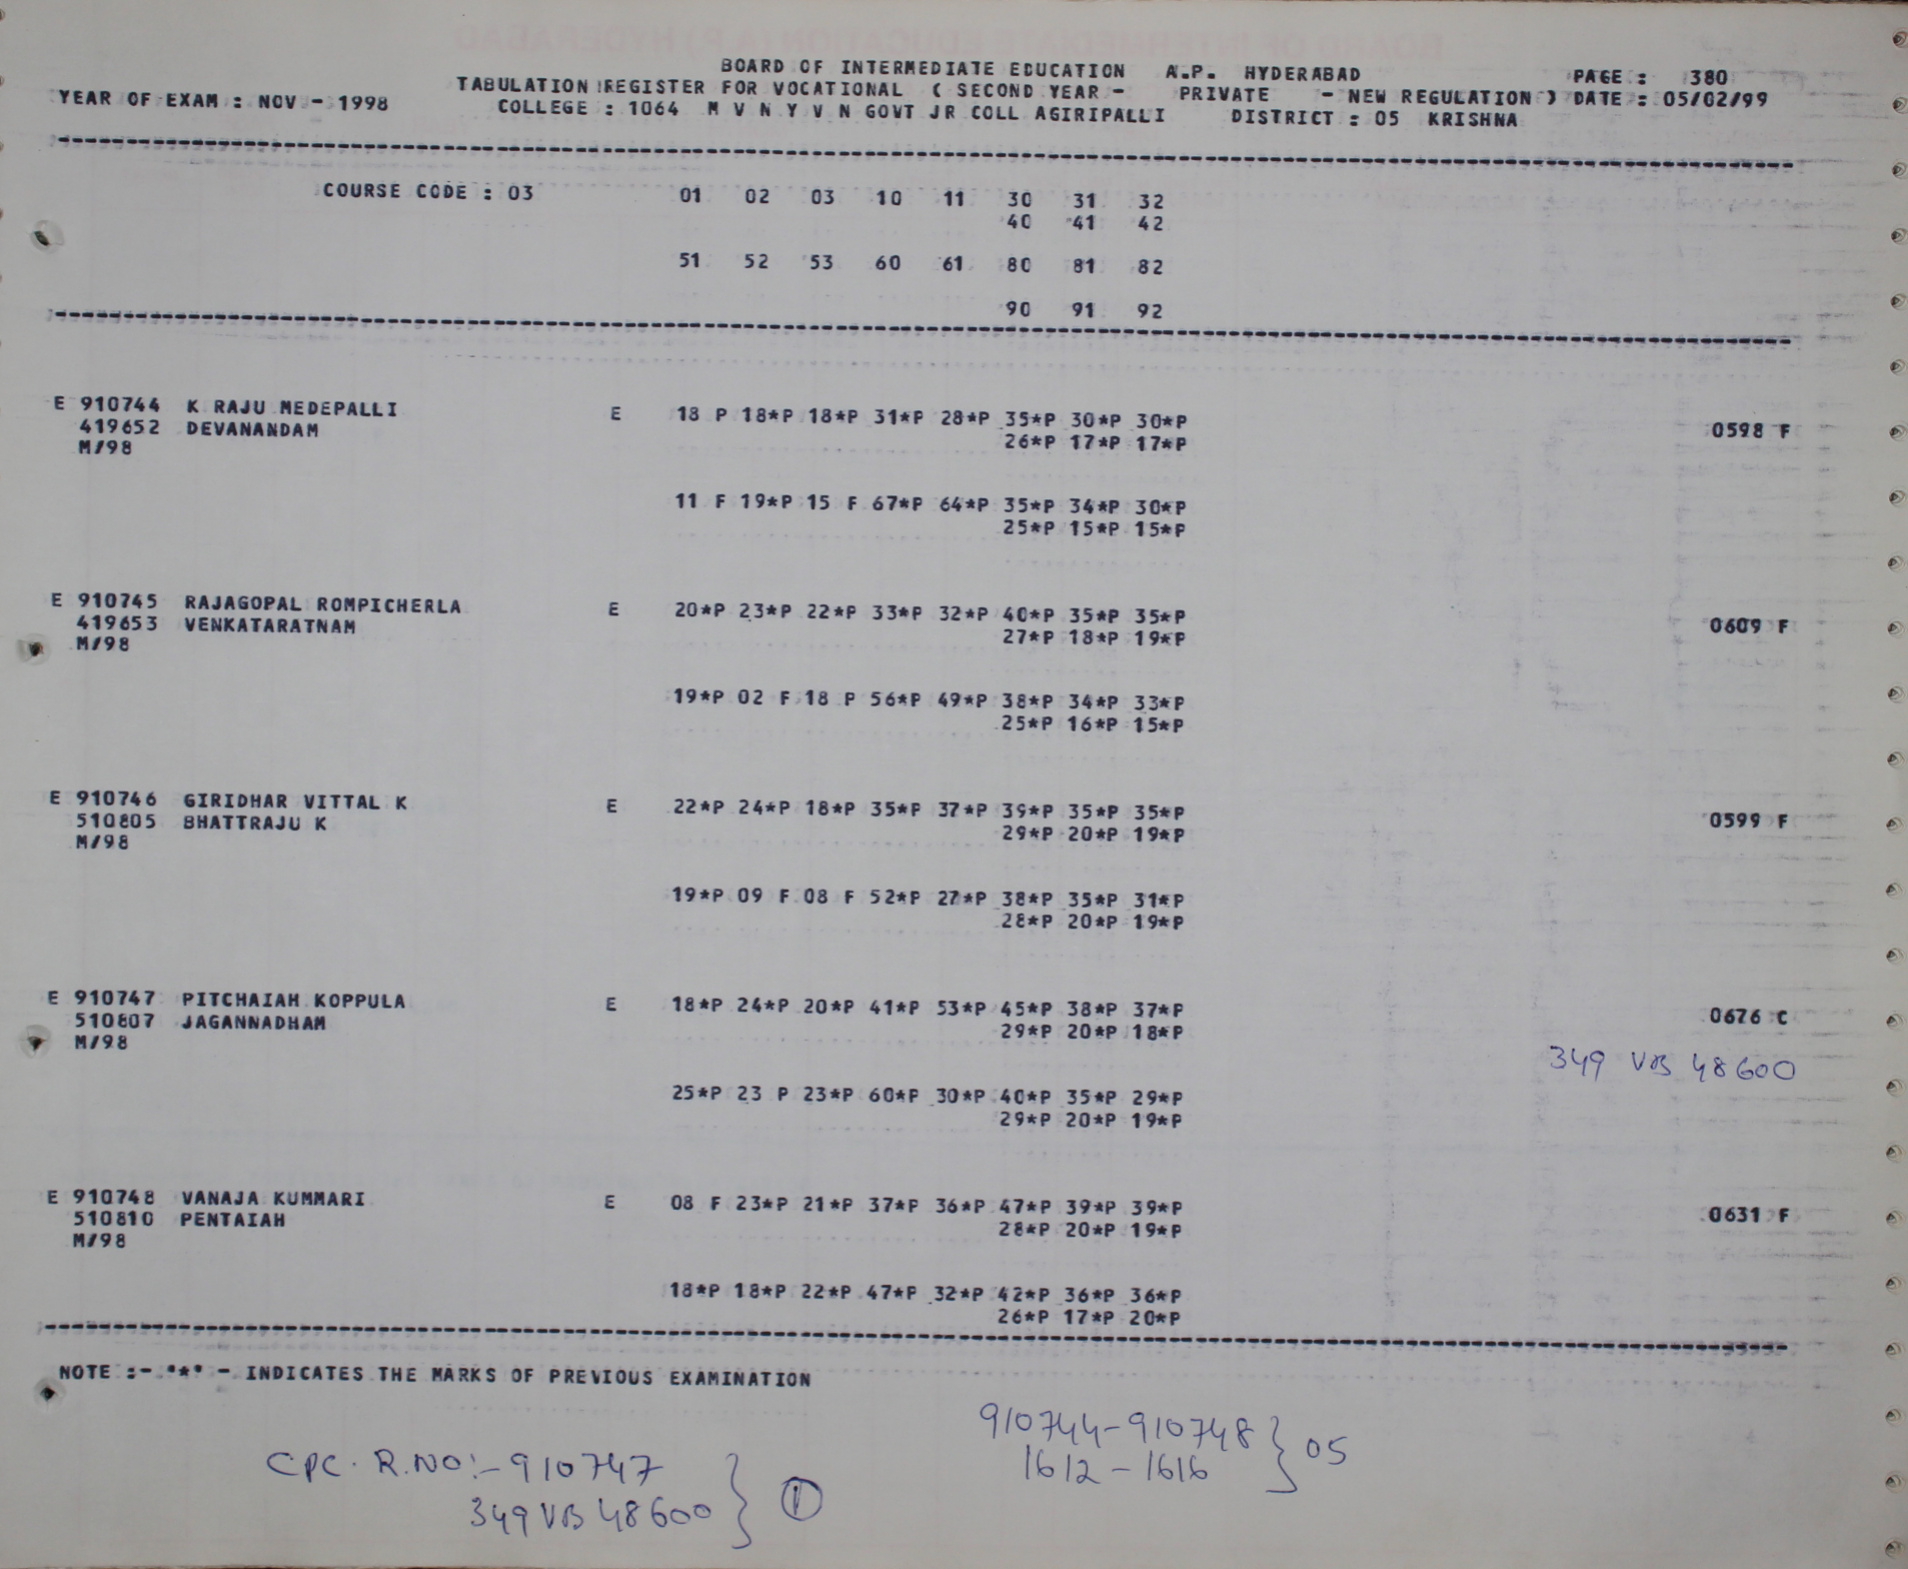 BOARD OF INTERMEDIATE EDUCATION A.P. HYDERABAD PAGE : 380
YEAR OF EXAM : NOV - 1998 TABULATION REGISTER FOR VOCATIONAL ( SECOND YEAR - PRIVATE - NEW REGULATION ) DATE : 05/02/99
COLLEGE : 1064 M V N Y V N GOVT JR COLL AGIRIPALLI DISTRICT : 05 KRISHNA
COURSE CODE : 03 01 02 03 10 11 30 31 32
40 41 42
51 52 53 60 61 80 81 82
90 91 92
E 910744 K RAJU MEDEPALLI E 18 P 18*P 18*P 31*P 28*P 35*P 30*P 30*P
419652 DEVANANDAM 26*P 17*P 17*P 0598 F
M/98
11 F 19*P 15 F 67*P 64*P 35*P 34*P 30*P
25*P 15*P 15*P
E 910745 RAJAGOPAL ROMPICHERLA E 20*P 23*P 22*P 33*P 32*P 40*P 35*P 35*P
419653 VENKATARATNAM 27*P 18*P 19*P 0609 F
M/98
19*P 02 F 18 P 56*P 49*P 38*P 34*P 33*P
25*P 16*P 15*P
E 910746 GIRIDHAR VITTAL K E 22*P 24*P 18*P 35*P 37*P 39*P 35*P 35*P
510805 BHATTRAJU K 29*P 20*P 19*P 0599 F
M/98
19*P 09 F 08 F 52*P 27*P 38*P 35*P 31*P
28*P 20*P 19*P
E 910747 PITCHAIAH KOPPULA E 18*P 24*P 20*P 41*P 53*P 45*P 38*P 37*P
510807 JAGANNADHAM 29*P 20*P 18*P 0676 C
M/98
349 VB 48600
25*P 23 P 23*P 60*P 30*P 40*P 35*P 29*P
29*P 20*P 19*P
E 910748 VANAJA KUMMARI E 08 F 23*P 21*P 37*P 36*P 47*P 39*P 39*P
510810 PENTAIAH 28*P 20*P 19*P 0631 F
M/98
18*P 18*P 22*P 47*P 32*P 42*P 36*P 36*P
26*P 17*P 20*P
NOTE :- "*" - INDICATES THE MARKS OF PREVIOUS EXAMINATION
910744-910748 } 05
1612-1616
CPC. R.NO:- 910747
349 VB 48600 } 1